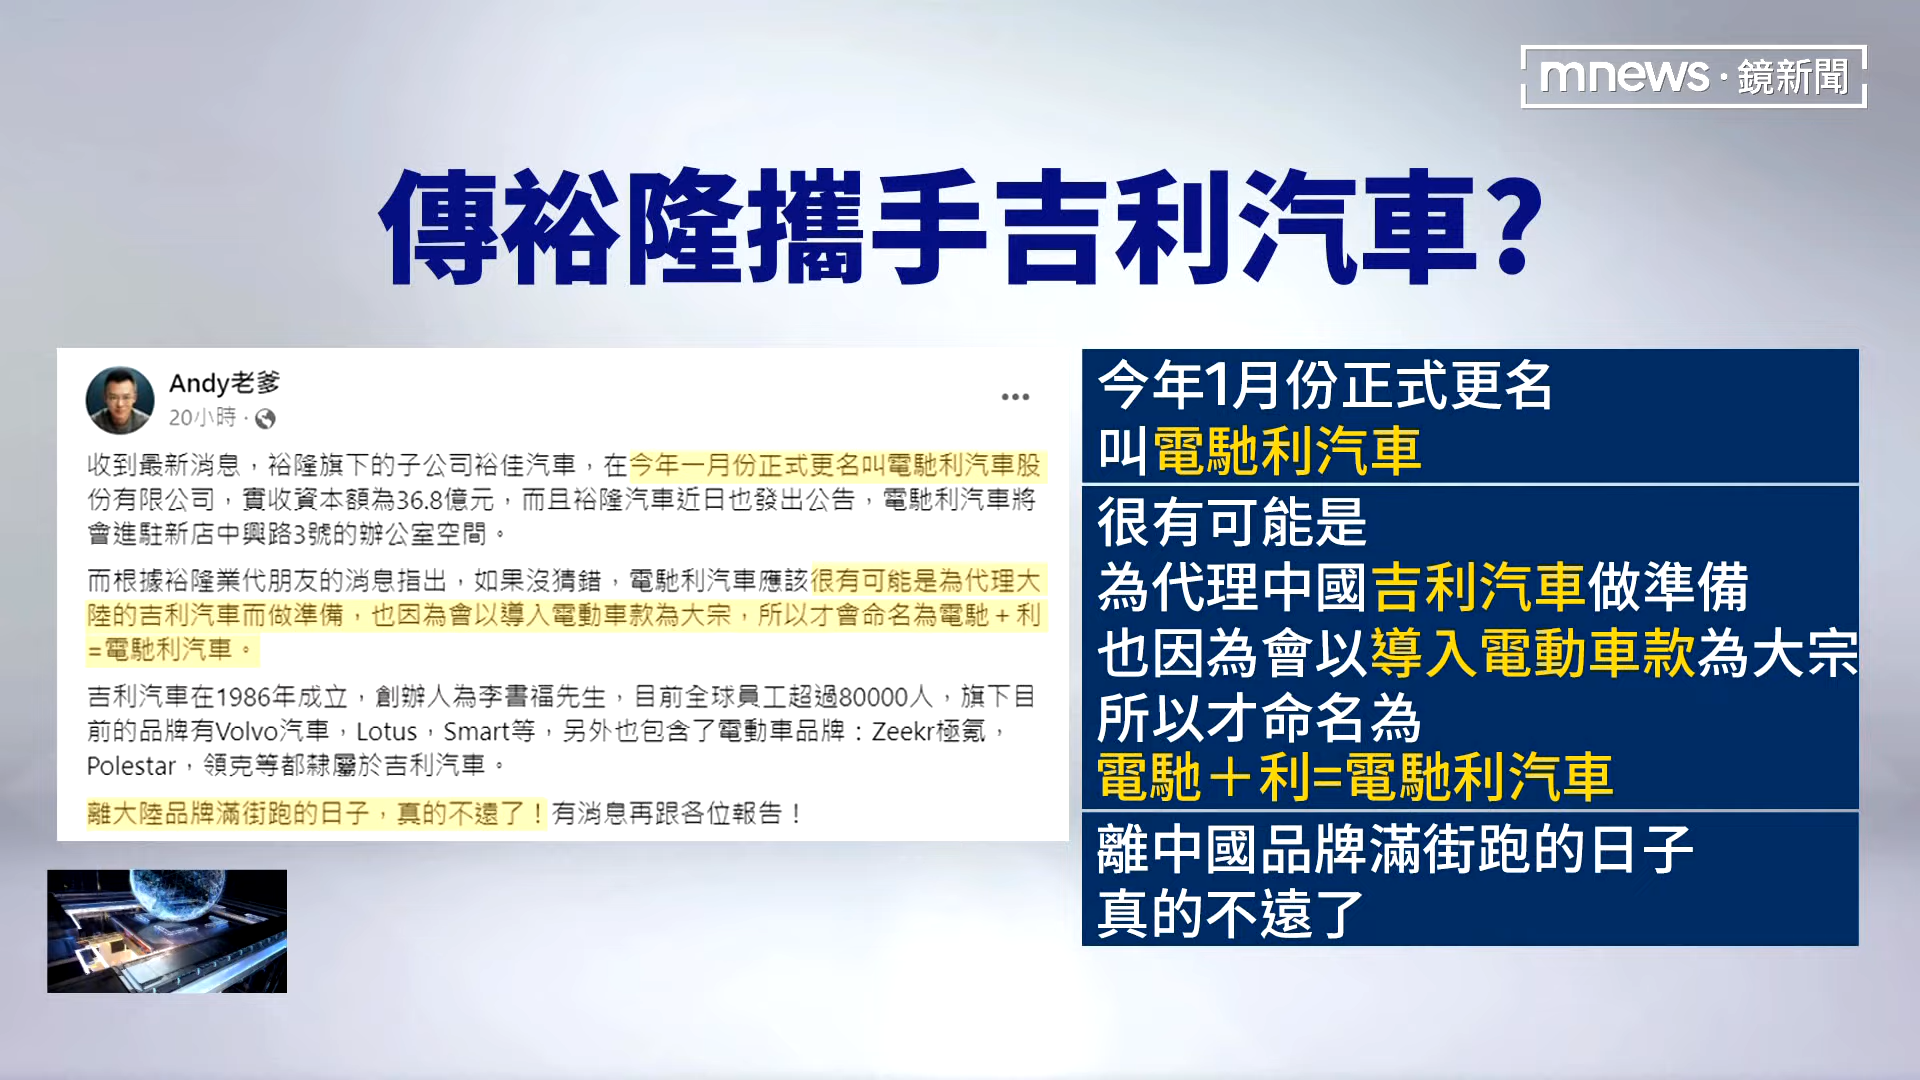 mnews·鏡新聞
傳裕隆攜手吉利汽車?
Andy老爹
20小時·
收到最新消息，裕隆旗下的子公司裕佳汽車，在今年一月份正式更名叫電馳利汽車股
份有限公司，實收資本額為36.8億元，而且裕隆汽車近日也發出公告，電馳利汽車將
會進駐新店中興路3號的辦公室空間。
而根據裕隆業代朋友的消息指出，如果沒猜錯，電馳利汽車應該很有可能是為代理大
陸的吉利汽車而做準備，也因為會以導入電動車款為大宗，所以才會命名為電馳＋利
=電馳利汽車。
吉利汽車在1986年成立，創辦人為李書福先生，目前全球員工超過80000人，旗下目
前的品牌有Volvo汽車，Lotus，Smart等，另外也包含了電動車品牌：Zeekr極氪，
Polestar，領克等都隸屬於吉利汽車。
離大陸品牌滿街跑的日子，真的不遠了！有消息再跟各位報告！
今年1月份正式更名
叫電馳利汽車
很有可能是
為代理中國吉利汽車做準備
也因為會以導入電動車款為大宗
所以才命名為
電馳＋利=電馳利汽車
離中國品牌滿街跑的日子
真的不遠了